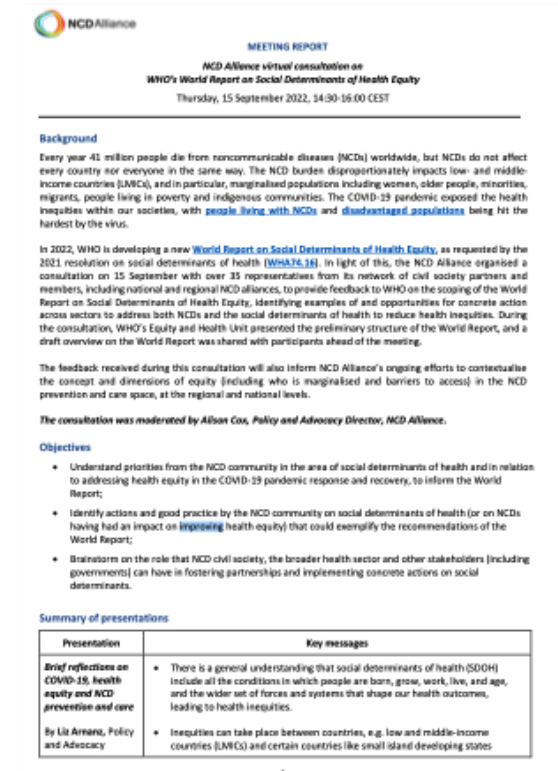 NCDAlliance
MEETING REPORT
NCD Alliance virtual consultation on
WHO's World Report on Social Determinants of Health Equity
Thursday, 15 September 2022, 14:30-16:00 CEST
Background
Every year 41 million people die from noncommunicable diseases (NCDs) worldwide, but NCDs do not affect
every country nor everyone in the same way. The NCD burden disproportionately impacts low- and middle-
income countries (LMICs), and in particular, marginalised populations including women, older people, minorities,
migrants, people living in poverty and indigenous communities. The COVID-19 pandemic exposed the health
inequities within our societies, with people living with NCDs and disadvantaged populations being hit the
hardest by the virus.
In 2022, WHO is developing a new World Report on Social Determinants of Health Equity, as requested by the
2021 resolution on social determinants of health (WHA74.16). In light of this, the NCD Alliance organised a
consultation on 15 September with over 35 representatives from its network of civil society partners and
members, including national and regional NCD alliances, to provide feedback to WHO on the scoping of the World
Report on Social Determinants of Health Equity, identifying examples of and opportunities for concrete action
across sectors to address both NCDs and the social determinants of health to reduce health inequities. During
the consultation, WHO's Equity and Health Unit presented the preliminary structure of the World Report, and a
draft overview on the World Report was shared with participants ahead of the meeting.
The feedback received during this consultation will also inform NCD Alliance's ongoing efforts to contextualise
the concept and dimensions of equity (including who is marginalised and barriers to access) in the NCD
prevention and care space, at the regional and national levels.
The consultation was moderated by Alison Cox, Policy and Advocacy Director, NCD Alliance.
Objectives
• Understand priorities from the NCD community in the area of social determinants of health and in relation
to addressing health equity in the COVID-19 pandemic response and recovery, to inform the World
Report;
• Identify actions and good practice by the NCD community on social determinants of health (or on NCDs
having had an impact on improving health equity) that could exemplify the recommendations of the
World Report;
• Brainstorm on the role that NCD civil society, the broader health sector and other stakeholders (including
governments) can have in fostering partnerships and implementing concrete actions on social
determinants.
Summary of presentations
Presentation
Key messages
Brief reflections on
COVID-19, health
equity and NCD
prevention and care
By Liz Arnanz, Policy
and Advocacy
• There is a general understanding that social determinants of health (SDOH)
include all the conditions in which people are born, grow, work, live, and age,
and the wider set of forces and systems that shape our health outcomes,
leading to health inequities.
• Inequities can take place between countries, e.g. low and middle-income
countries (LMICs) and certain countries like small island developing states